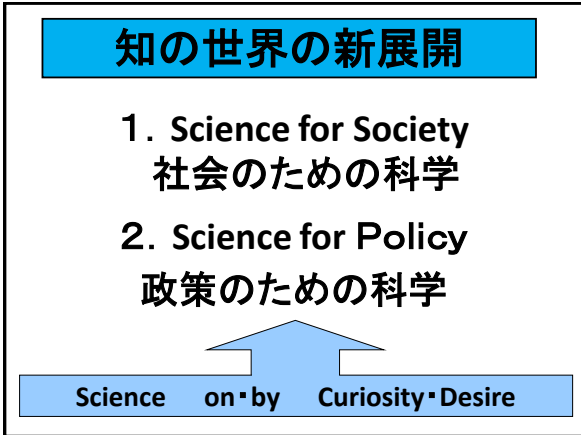 知の世界の新展開
１．Science for Society
社会のための科学
２．Science for Ｐｏｌｉｃｙ
政策のための科学
Science on･by Curiosity･Desire